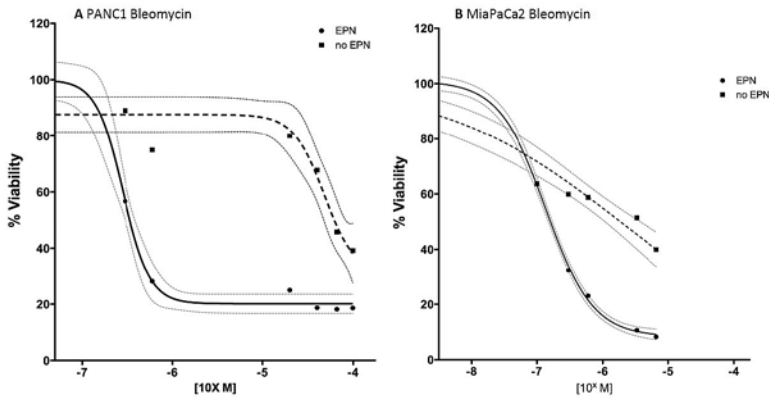 A PANC1 Bleomycin
120
100
80
60
40
20
0
% Viability
-7
-6
-5
-4
[10X M]
EPN
no EPN
B MiaPaCa2 Bleomycin
120
100
80
60
40
20
0
% Viability
-8
-7
-6
-5
-4
[10ˣ M]
EPN
no EPN